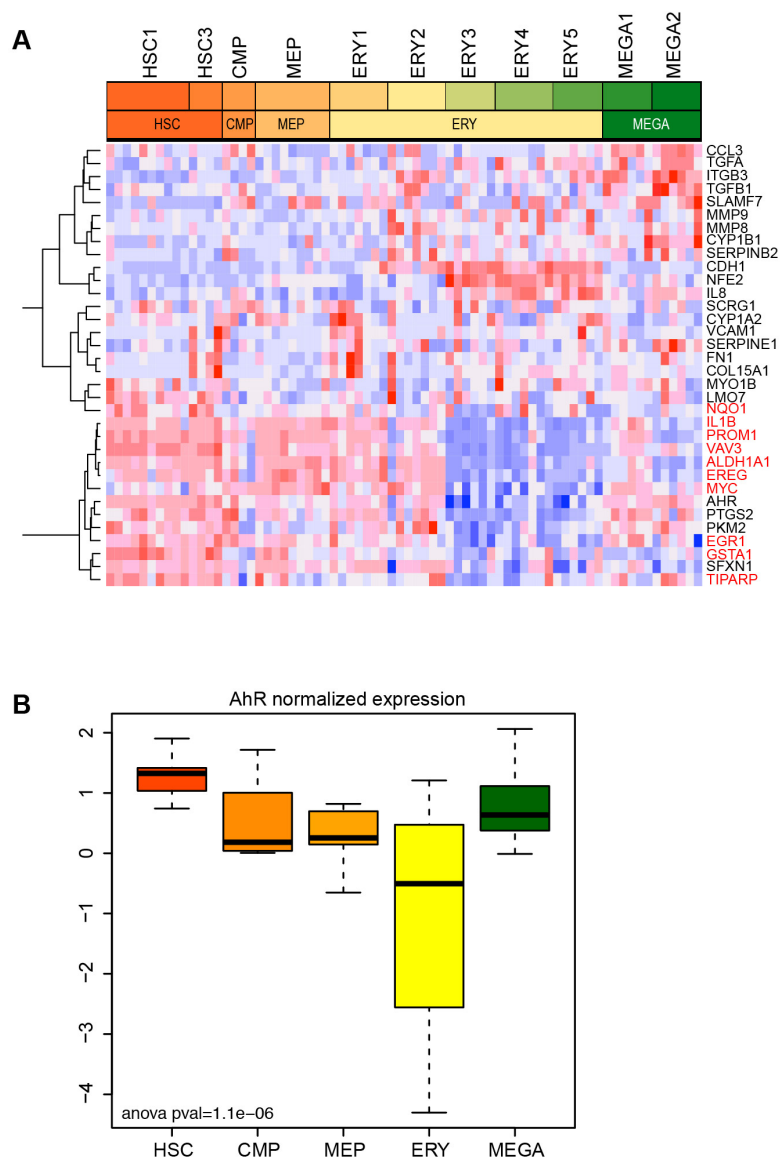 A
HSC1 HSC3 CMP MEP ERY1 ERY2 ERY3 ERY4 ERY5 MEGA1 MEGA2
HSC CMP MEP ERY MEGA
CCL3
TGFA
ITGB3
TGFB1
SLAMF7
MMP9
MMP8
CYP1B1
SERPINB2
CDH1
NFE2
IL8
SCRG1
CYP1A2
VCAM1
SERPINE1
FN1
COL15A1
MYO1B
LMO7
NQO1
IL1B
PROM1
VAV3
ALDH1A1
EREG
MYC
AHR
PTGS2
PKM2
EGR1
GSTA1
SFXN1
TIPARP
B
AhR normalized expression
2
1
0
−1
−2
−3
−4
anova pval=1.1e−06
HSC CMP MEP ERY MEGA